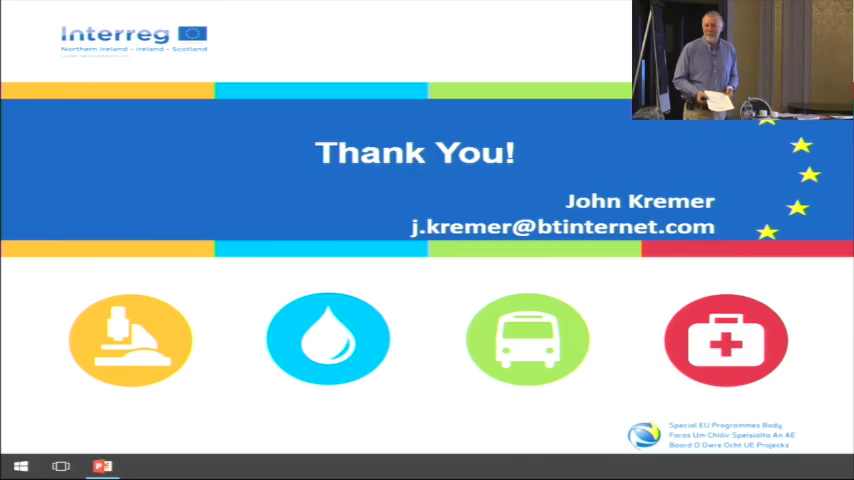 Interreg
Northern Ireland - Ireland - Scotland
Thank You!
John Kremer
j.kremer@btinternet.com
Special EU Programmes Body
Foras Um Chláir Speisialta An AE
Boord O Owre Ocht UE Projecks